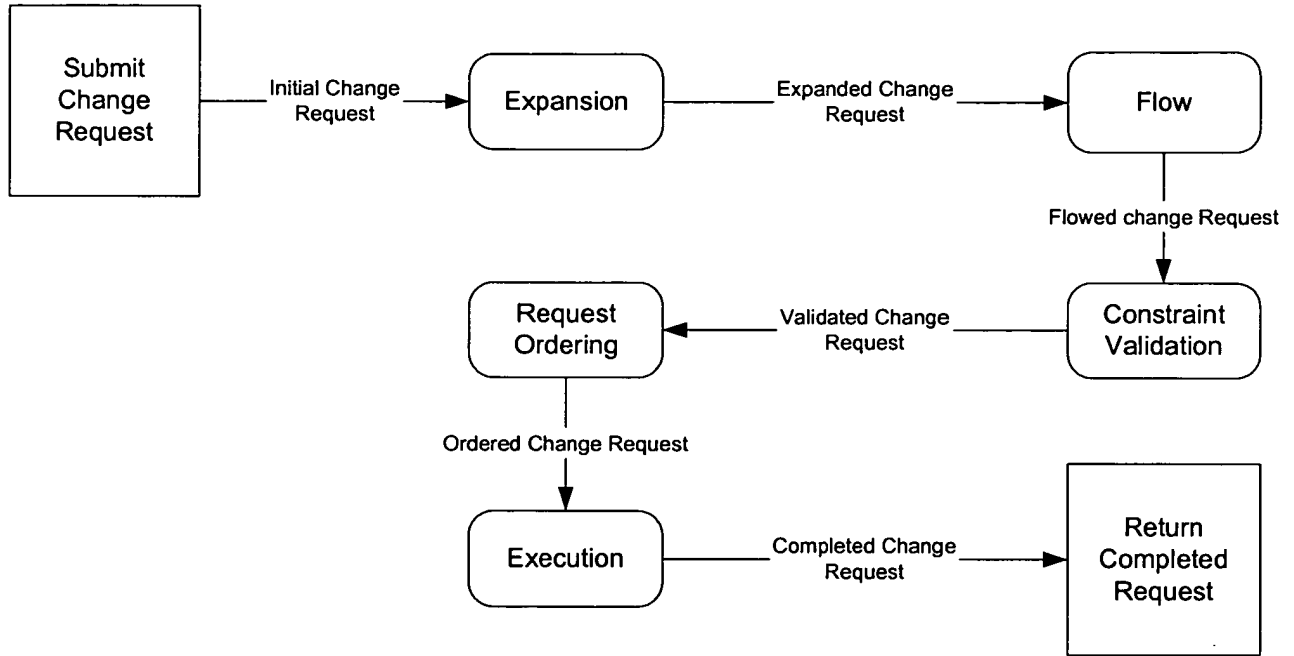 Submit
Change
Request
Initial Change
Request
Expansion
Expanded Change
Request
Flow
Flowed change Request
Constraint
Validation
Validated Change
Request
Request
Ordering
Ordered Change Request
Execution
Completed Change
Request
Return
Completed
Request